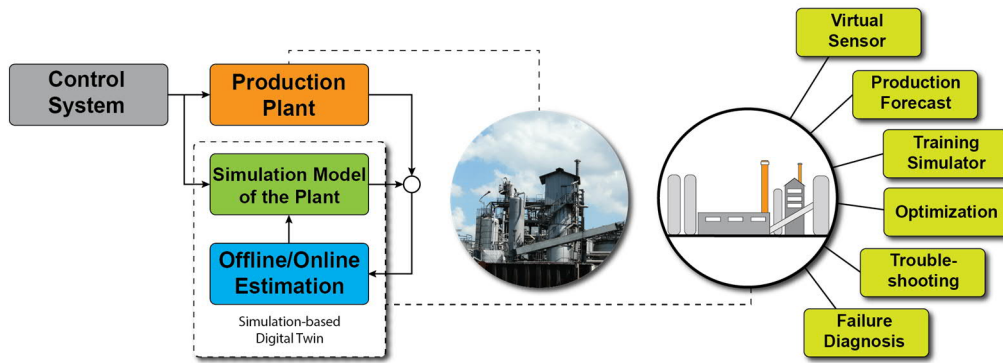 Control
System
Production
Plant
Simulation Model
of the Plant
Offline/Online
Estimation
Simulation-based
Digital Twin
Virtual
Sensor
Production
Forecast
Training
Simulator
Optimization
Trouble-
shooting
Failure
Diagnosis